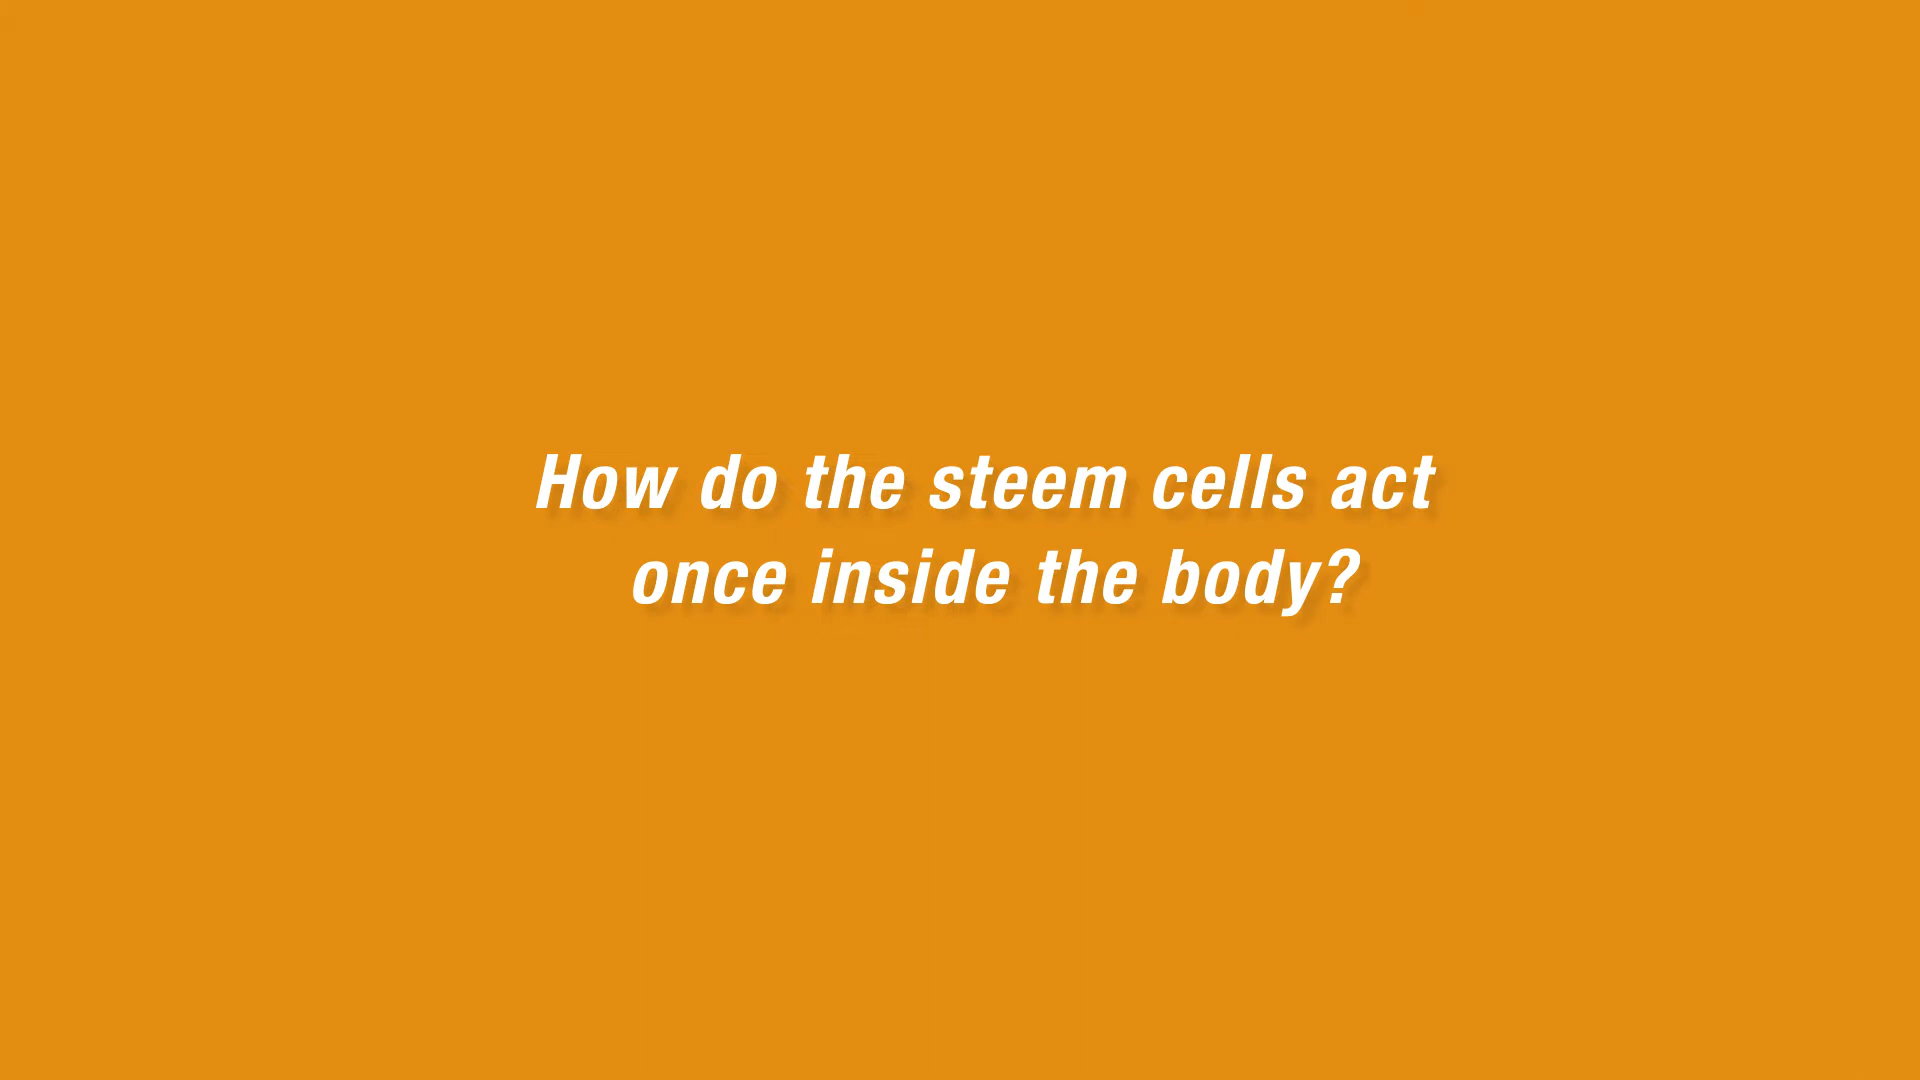 How do the steem cells act
once inside the body?